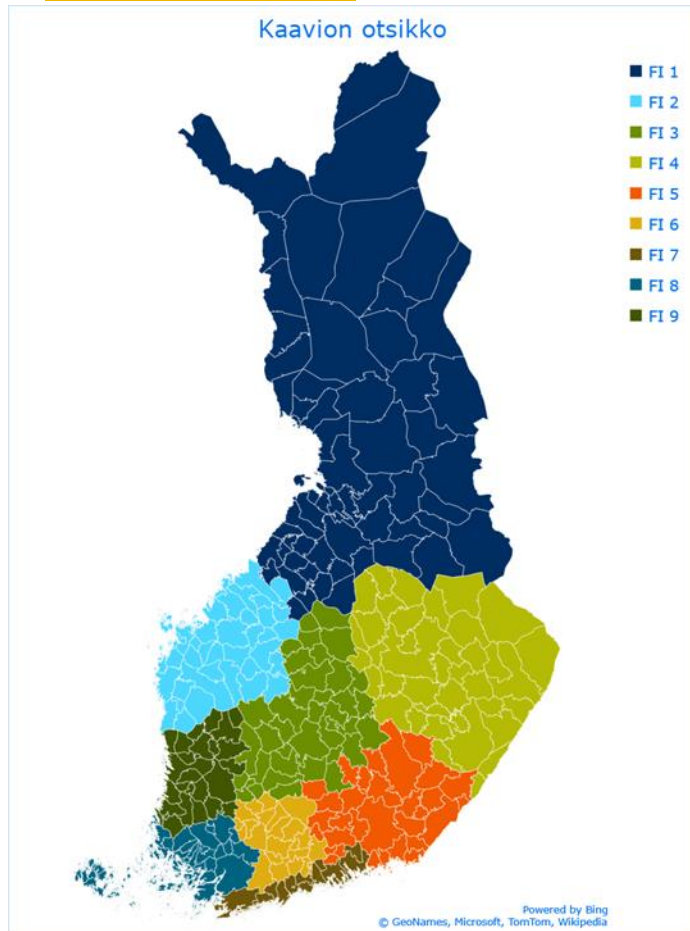 Kaavion otsikko
FI 1
FI 2
FI 3
FI 4
FI 5
FI 6
FI 7
FI 8
FI 9
Powered by Bing
© GeoNames, Microsoft, TomTom, Wikipedia